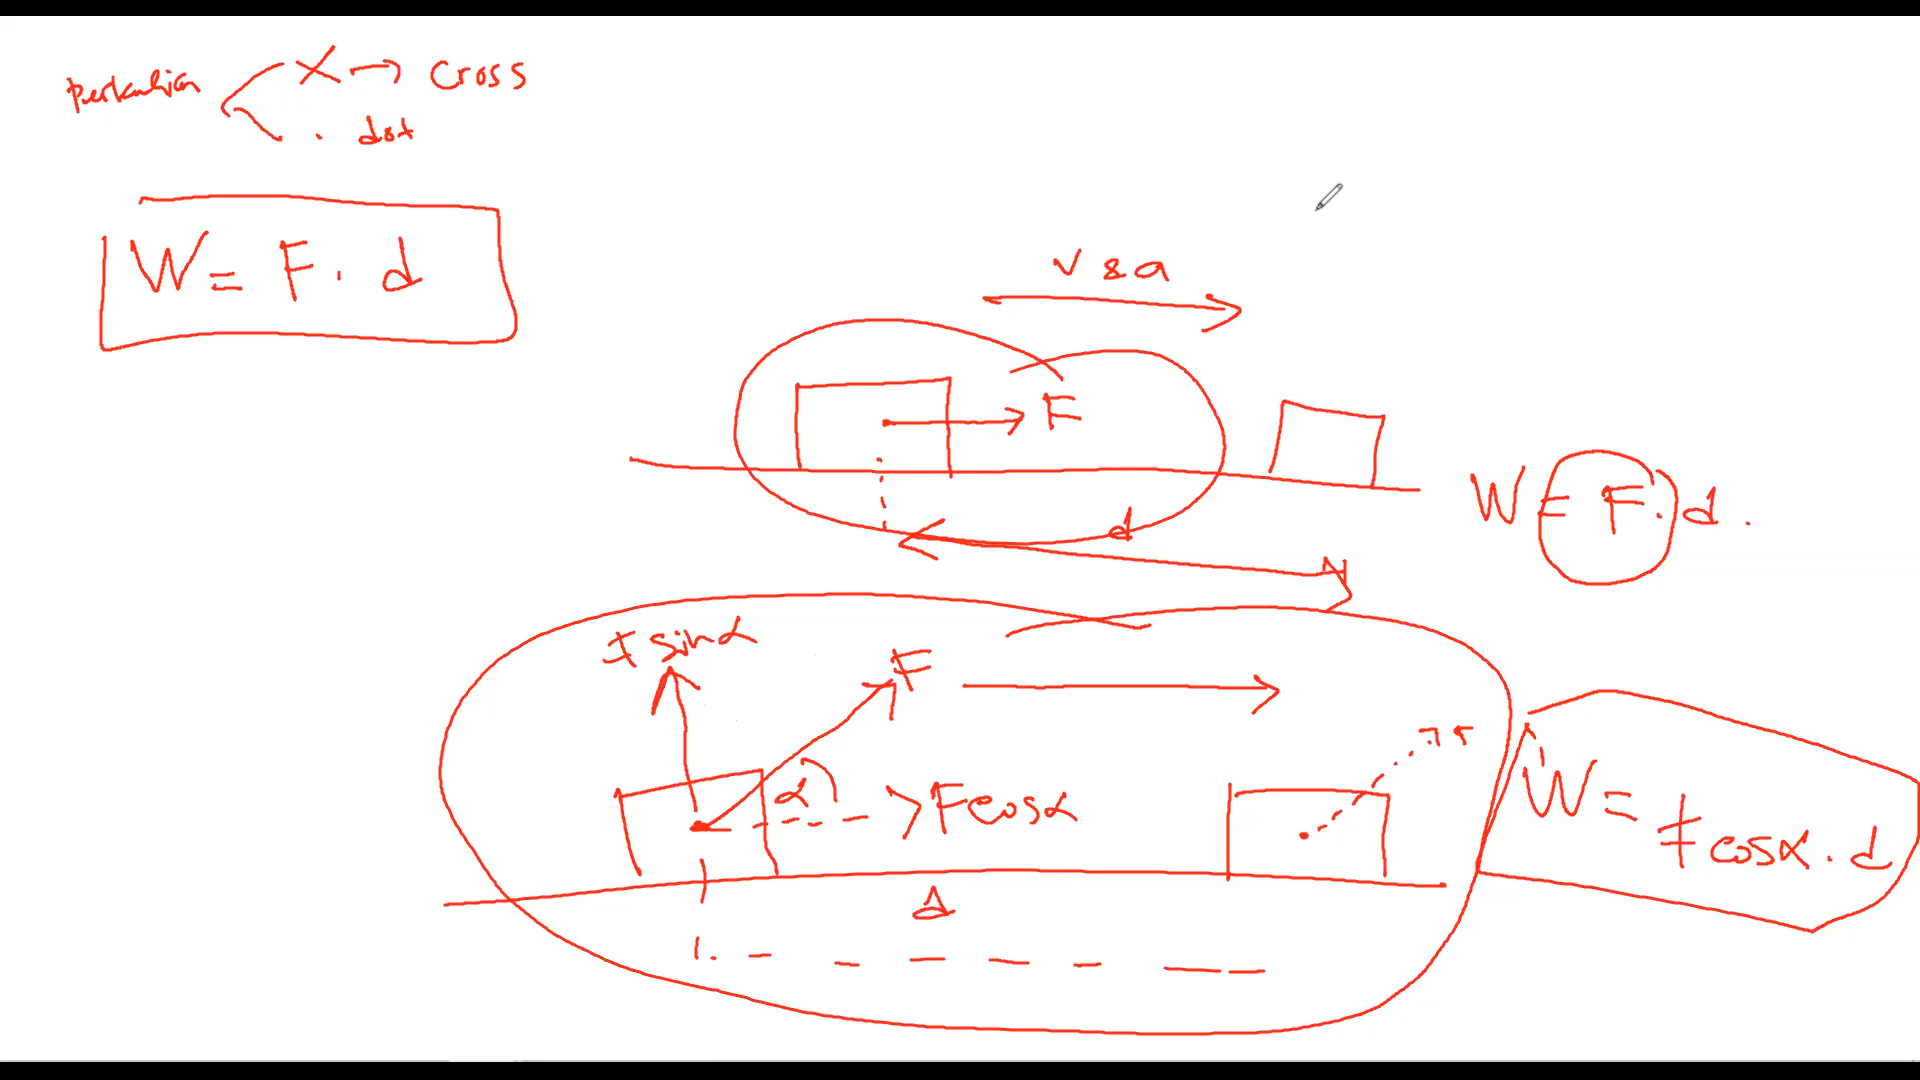 Perkalian × → Cross
. dot
W = F . d
v & a
F
d
W = F . d .
F sin α
F
α
F cos α
W =
F cos α . d